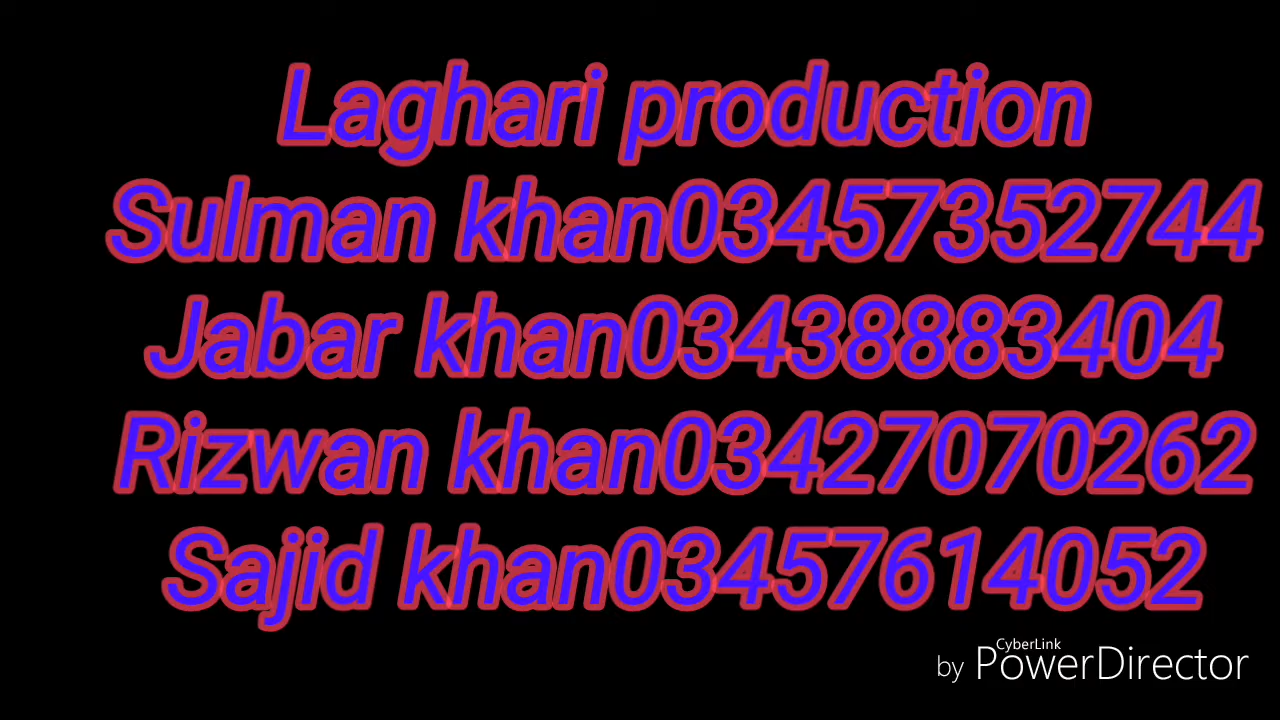 Laghari production
Sulman khan03457352744
Jabar khan03438883404
Rizwan khan03427070262
Sajid khan03457614052
CyberLink
by PowerDirector